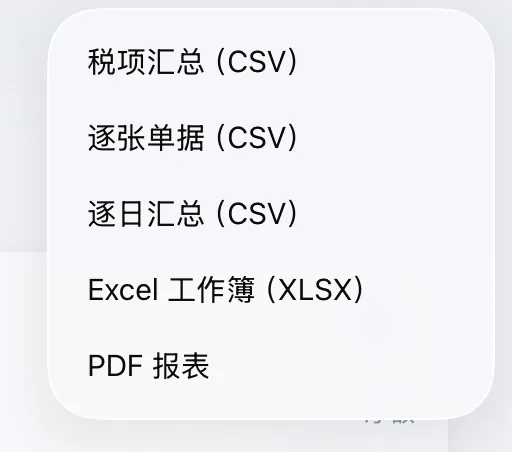 税项汇总 (CSV)
逐张单据 (CSV)
逐日汇总 (CSV)
Excel 工作簿 (XLSX)
PDF 报表